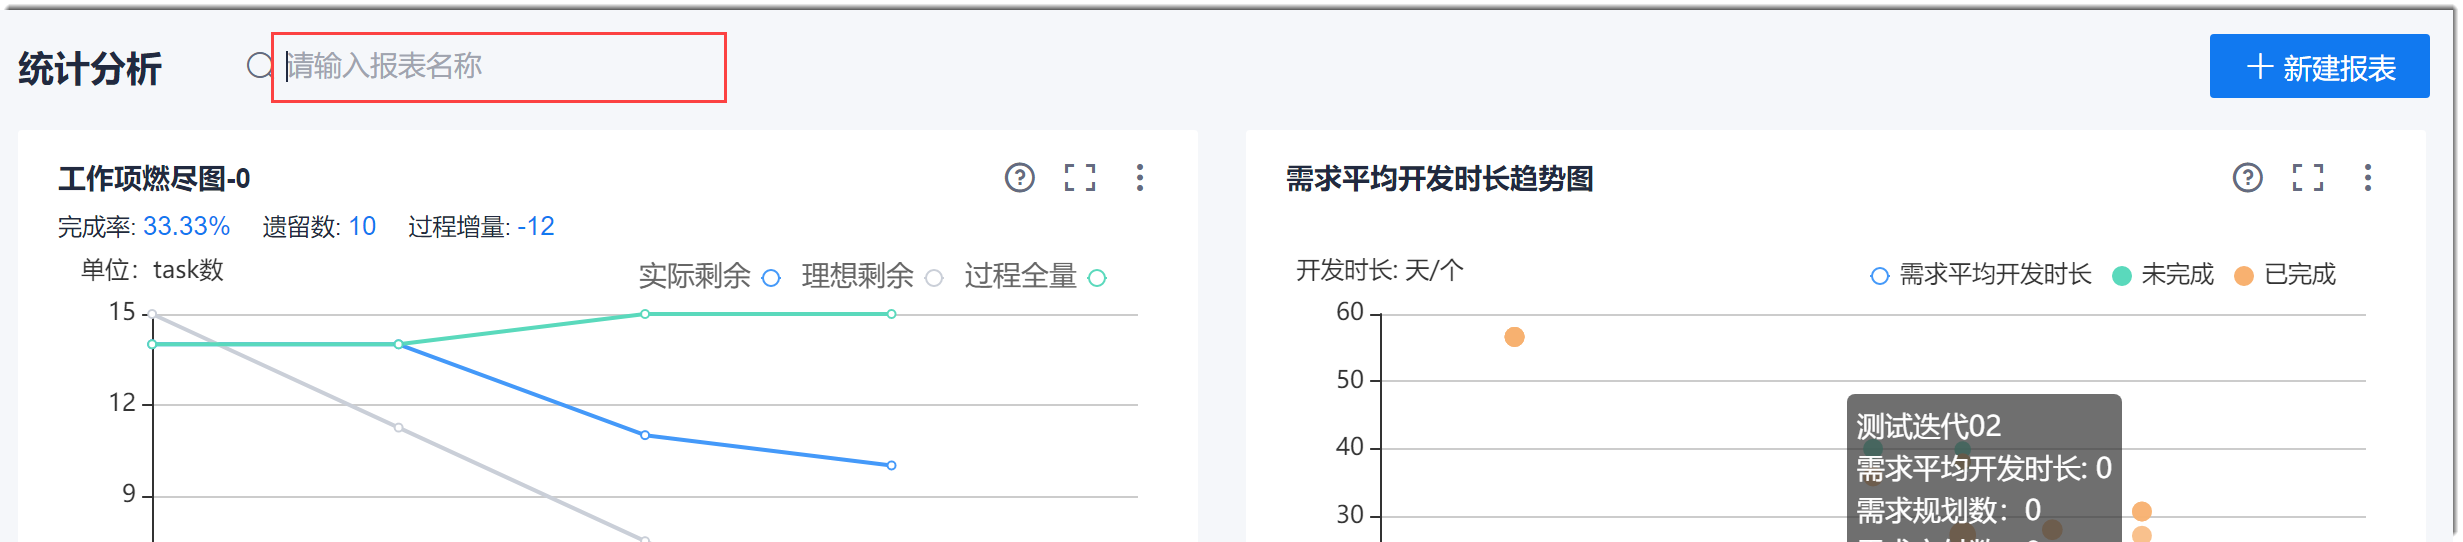 统计分析
请输入报表名称
新建报表
工作项燃尽图-0
完成率: 33.33% 遗留数: 10 过程增量: -12
单位：task数
实际剩余 理想剩余 过程全量
15
12
9
需求平均开发时长趋势图
开发时长: 天/个
需求平均开发时长 未完成 已完成
60
50
40
30
测试迭代02
需求平均开发时长: 0
需求规划数：0